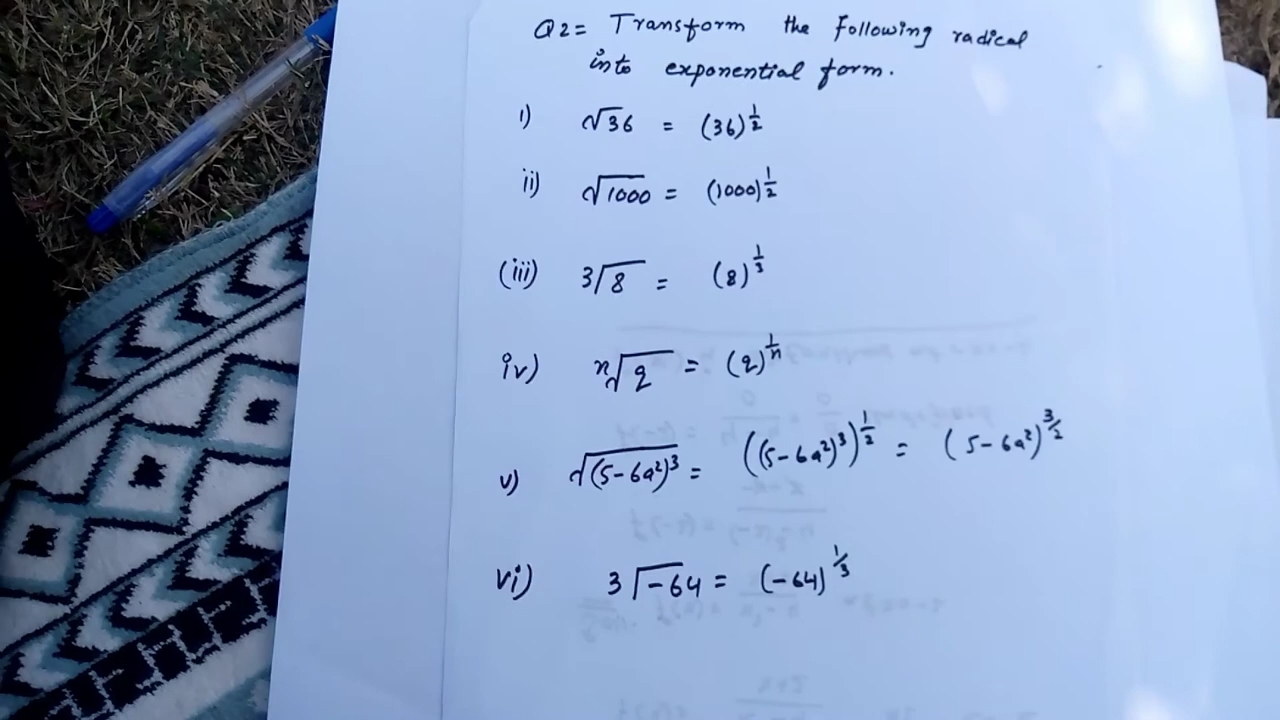 Q2= Transform the following radical
into exponential form.
i) √36 = (36)^1/2
ii) √1000 = (1000)^1/2
(iii) 3√8 = (8)^1/3
iv) n√2 = (2)^1/n
v) √(5-6a²)³ = ((5-6a²)³)^1/2 = (5-6a²)^3/2
vi) 3√-64 = (-64)^1/3